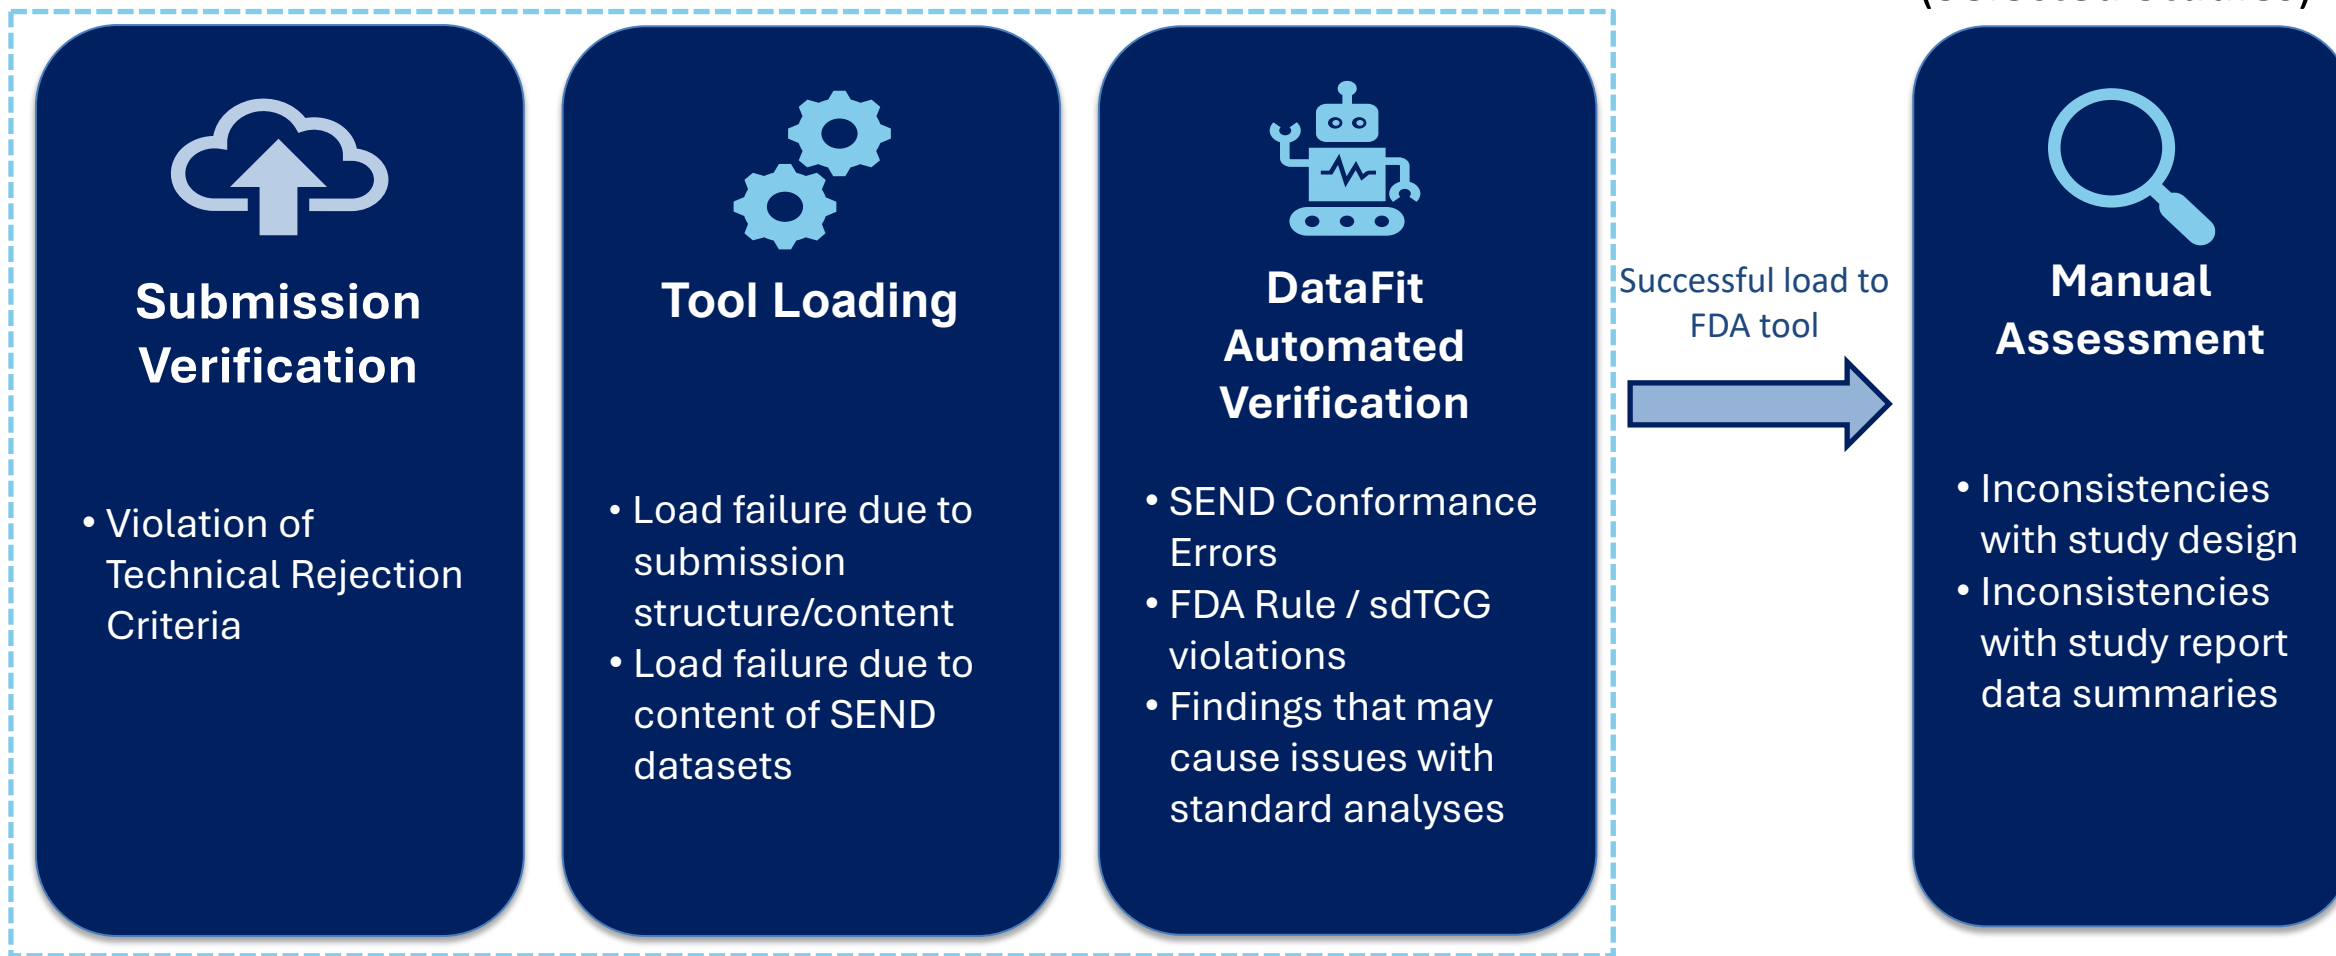 (Selected Studies)
Submission
Verification
• Violation of
Technical Rejection
Criteria
Tool Loading
• Load failure due to
submission
structure/content
• Load failure due to
content of SEND
datasets
DataFit
Automated
Verification
• SEND Conformance
Errors
• FDA Rule / sdTCG
violations
• Findings that may
cause issues with
standard analyses
Successful load to
FDA tool
Manual
Assessment
• Inconsistencies
with study design
• Inconsistencies
with study report
data summaries